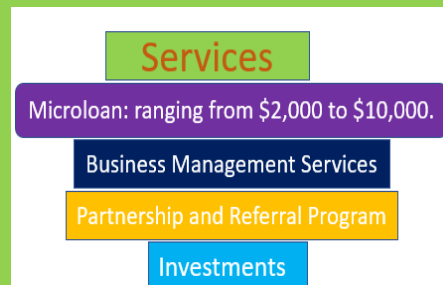 Services
Microloan: ranging from $2,000 to $10,000.
Business Management Services
Partnership and Referral Program
Investments